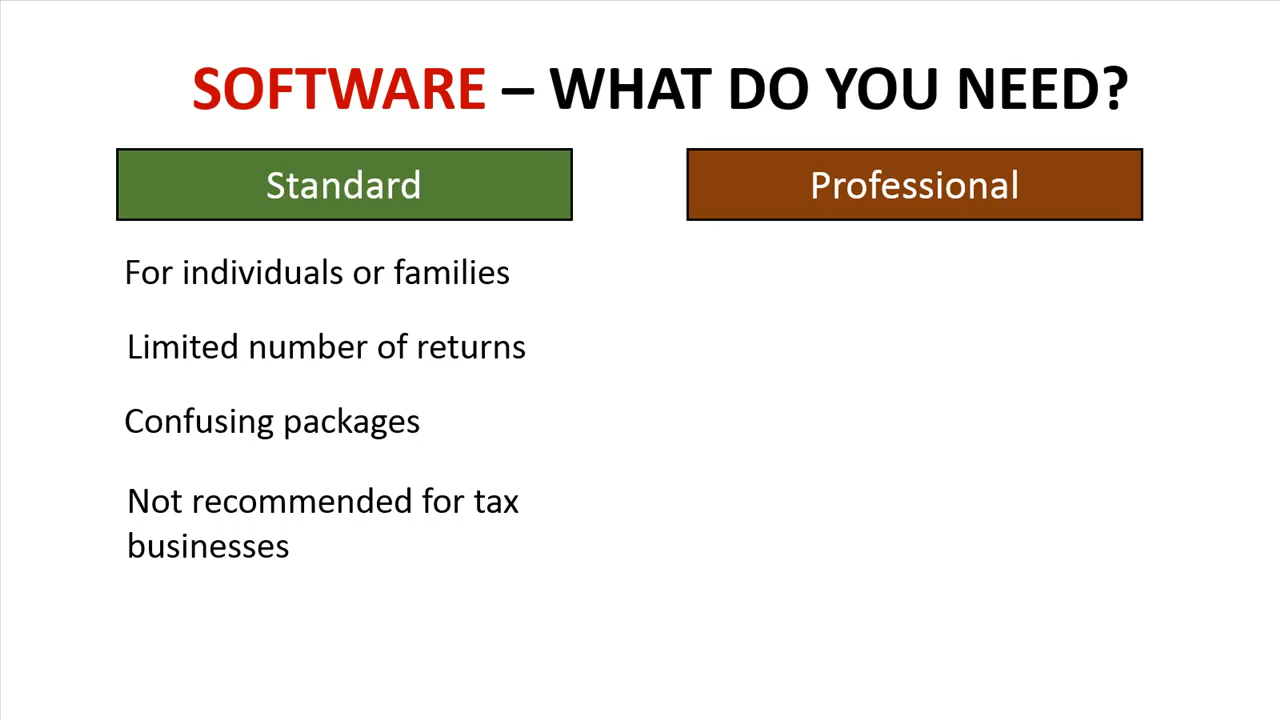 SOFTWARE – WHAT DO YOU NEED?
Standard
Professional
For individuals or families
Limited number of returns
Confusing packages
Not recommended for tax
businesses